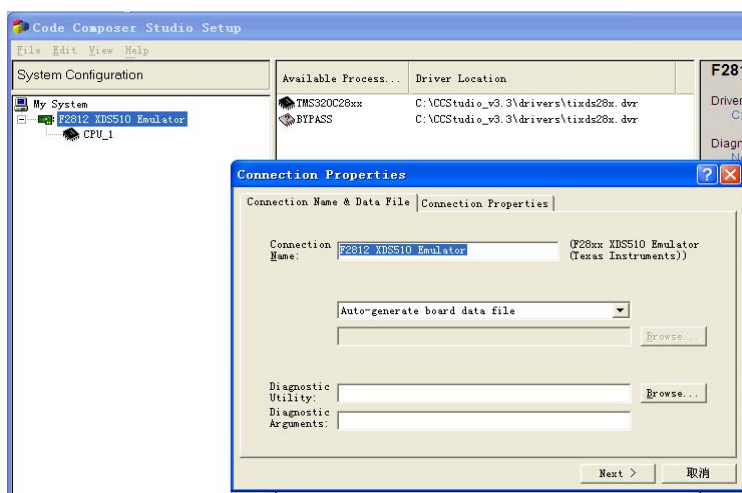 Code Composer Studio Setup
File Edit View Help
System Configuration
Available Process... Driver Location
My System
F2812 XDS510 Emulator
CPU_1
TMS320C28xx C:\CCStudio_v3.3\drivers\tixds28x.dvr
BYPASS C:\CCStudio_v3.3\drivers\tixds28x.dvr
F281
Driver
C:
Diagn
No
Connection Properties
Connection Name & Data File Connection Properties
Connection Name:
F2812 XDS510 Emulator
(F28xx XDS510 Emulator
(Texas Instruments))
Auto-generate board data file
Browse...
Diagnostic
Utility:
Browse...
Diagnostic
Arguments:
Next >
取消